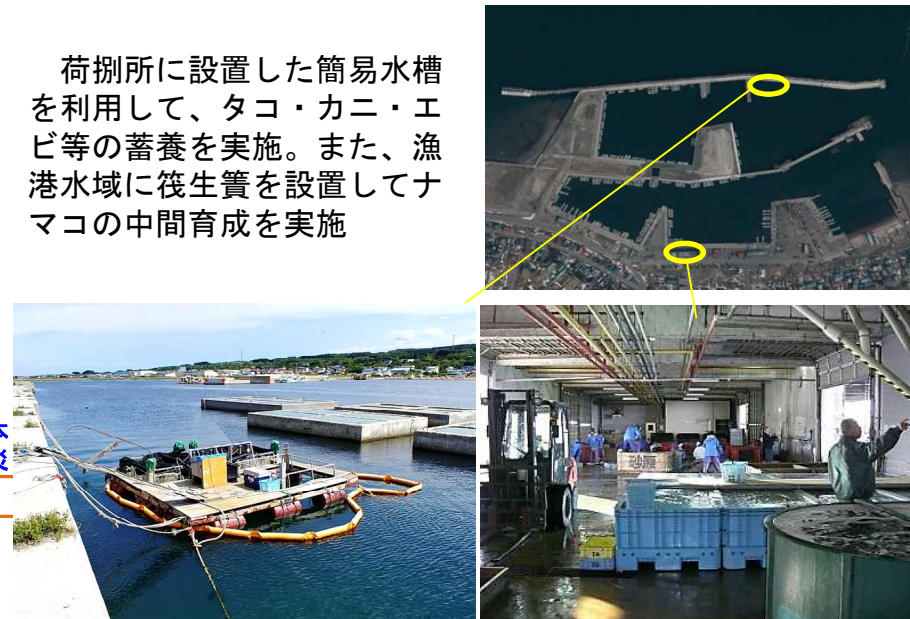 荷捌所に設置した簡易水槽
を利用して、タコ・カニ・エ
ビ等の蓄養を実施。また、漁
港水域に筏生簀を設置してナ
マコの中間育成を実施